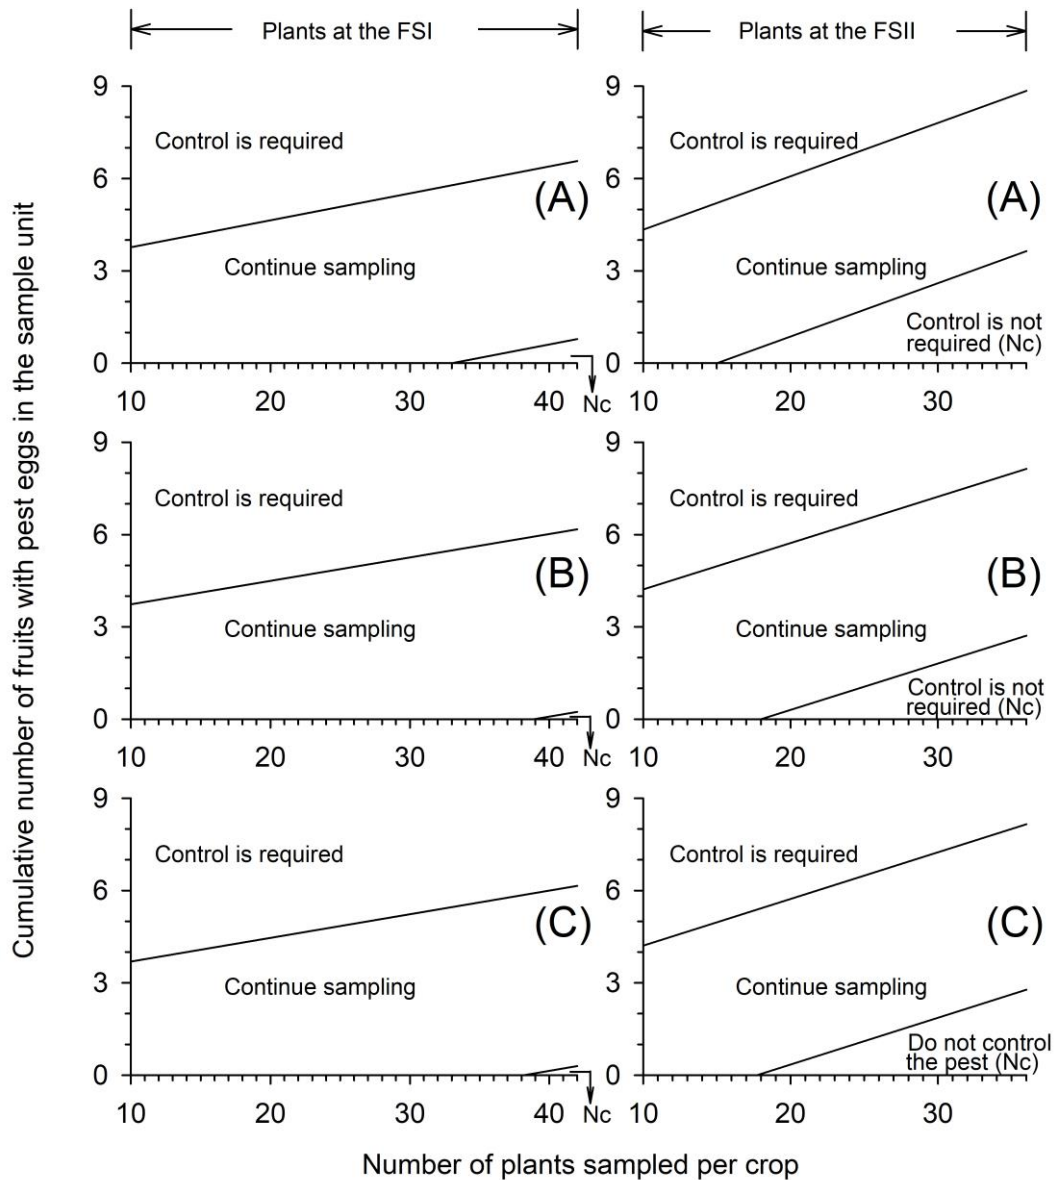 Plants at the FSI
Plants at the FSII
Cumulative number of fruits with pest eggs in the sample unit
9
6
3
0
Control is required
(A)
Continue sampling
10
20
30
40
Nc
9
6
3
0
Control is required
(A)
Continue sampling
Control is not
required (Nc)
10
20
30
9
6
3
0
Control is required
(B)
Continue sampling
10
20
30
40
Nc
9
6
3
0
Control is required
(B)
Continue sampling
Control is not
required (Nc)
10
20
30
9
6
3
0
Control is required
(C)
Continue sampling
10
20
30
40
Nc
9
6
3
0
Control is required
(C)
Continue sampling
Do not control
the pest (Nc)
10
20
30
Number of plants sampled per crop